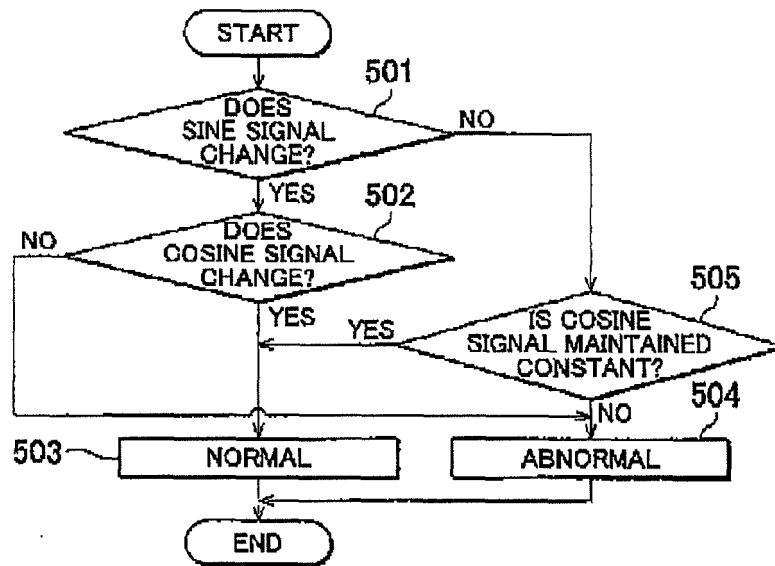 START
501
DOES
SINE SIGNAL
CHANGE?
NO
YES
502
NO
DOES
COSINE SIGNAL
CHANGE?
YES
505
YES
IS COSINE
SIGNAL MAINTAINED
CONSTANT?
NO
504
503
NORMAL
ABNORMAL
END